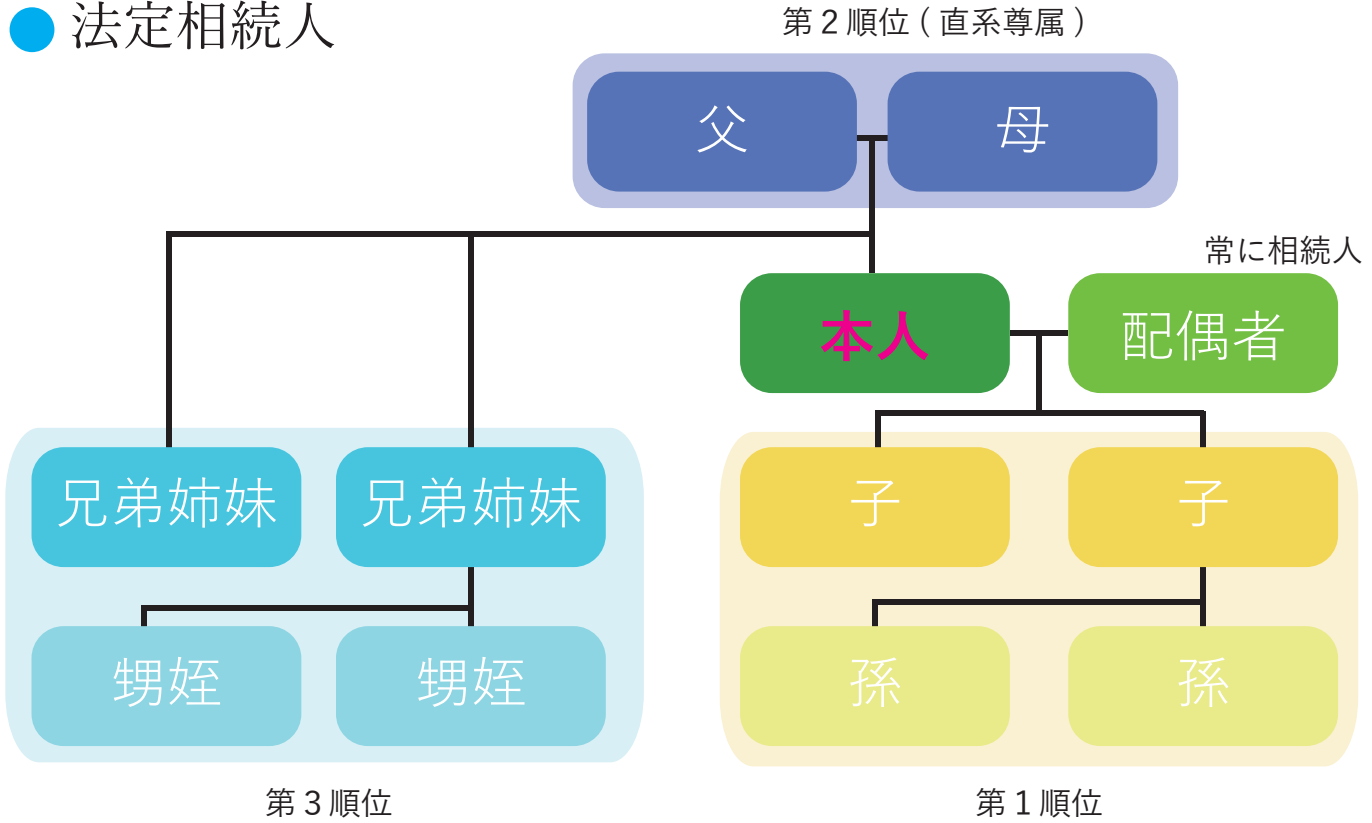 法定相続人
第2順位(直系尊属)
父
母
常に相続人
本人
配偶者
兄弟姉妹
兄弟姉妹
子
子
甥姪
甥姪
孫
孫
第3順位
第1順位